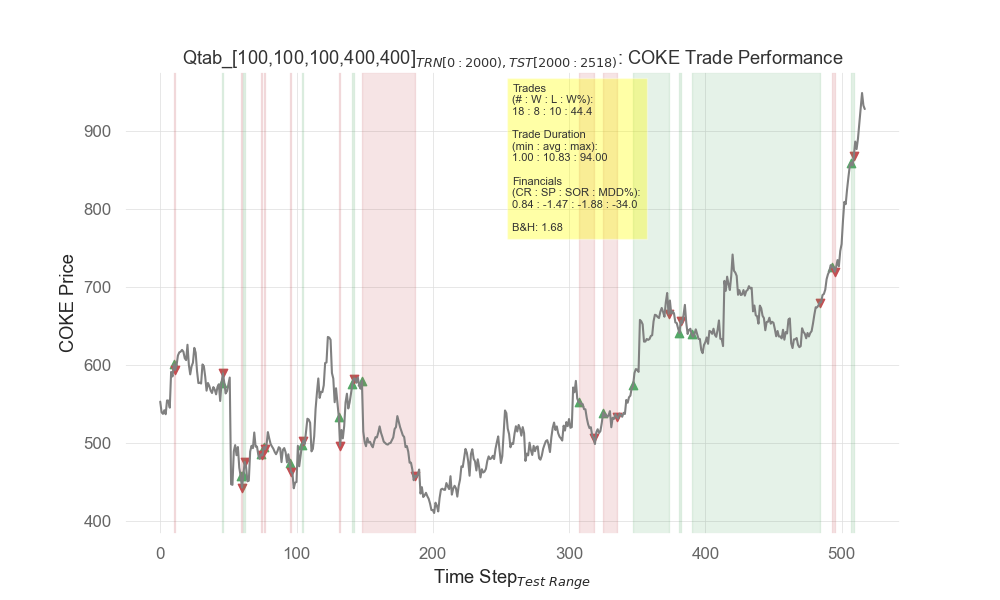 Qtab_[100,100,100,400,400]TRN[0 : 2000), TST[2000 : 2518): COKE Trade Performance
Trades
(# : W : L : W%):
18 : 8 : 10 : 44.4
Trade Duration
(min : avg : max):
1.00 : 10.83 : 94.00
Financials
(CR : SP : SOR : MDD%):
0.84 : -1.47 : -1.88 : -34.0
B&H: 1.68
COKE Price
900
800
700
600
500
400
0 100 200 300 400 500
Time StepTest Range